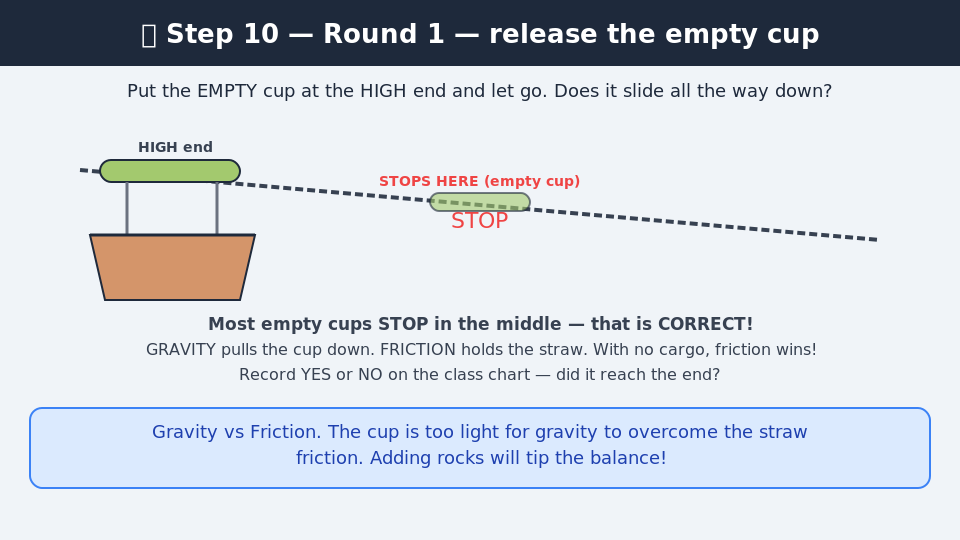 Step 10 — Round 1 — release the empty cup
Put the EMPTY cup at the HIGH end and let go. Does it slide all the way down?
HIGH end
STOPS HERE (empty cup)
STOP
Most empty cups STOP in the middle — that is CORRECT!
GRAVITY pulls the cup down. FRICTION holds the straw. With no cargo, friction wins!
Record YES or NO on the class chart — did it reach the end?
Gravity vs Friction. The cup is too light for gravity to overcome the straw
friction. Adding rocks will tip the balance!